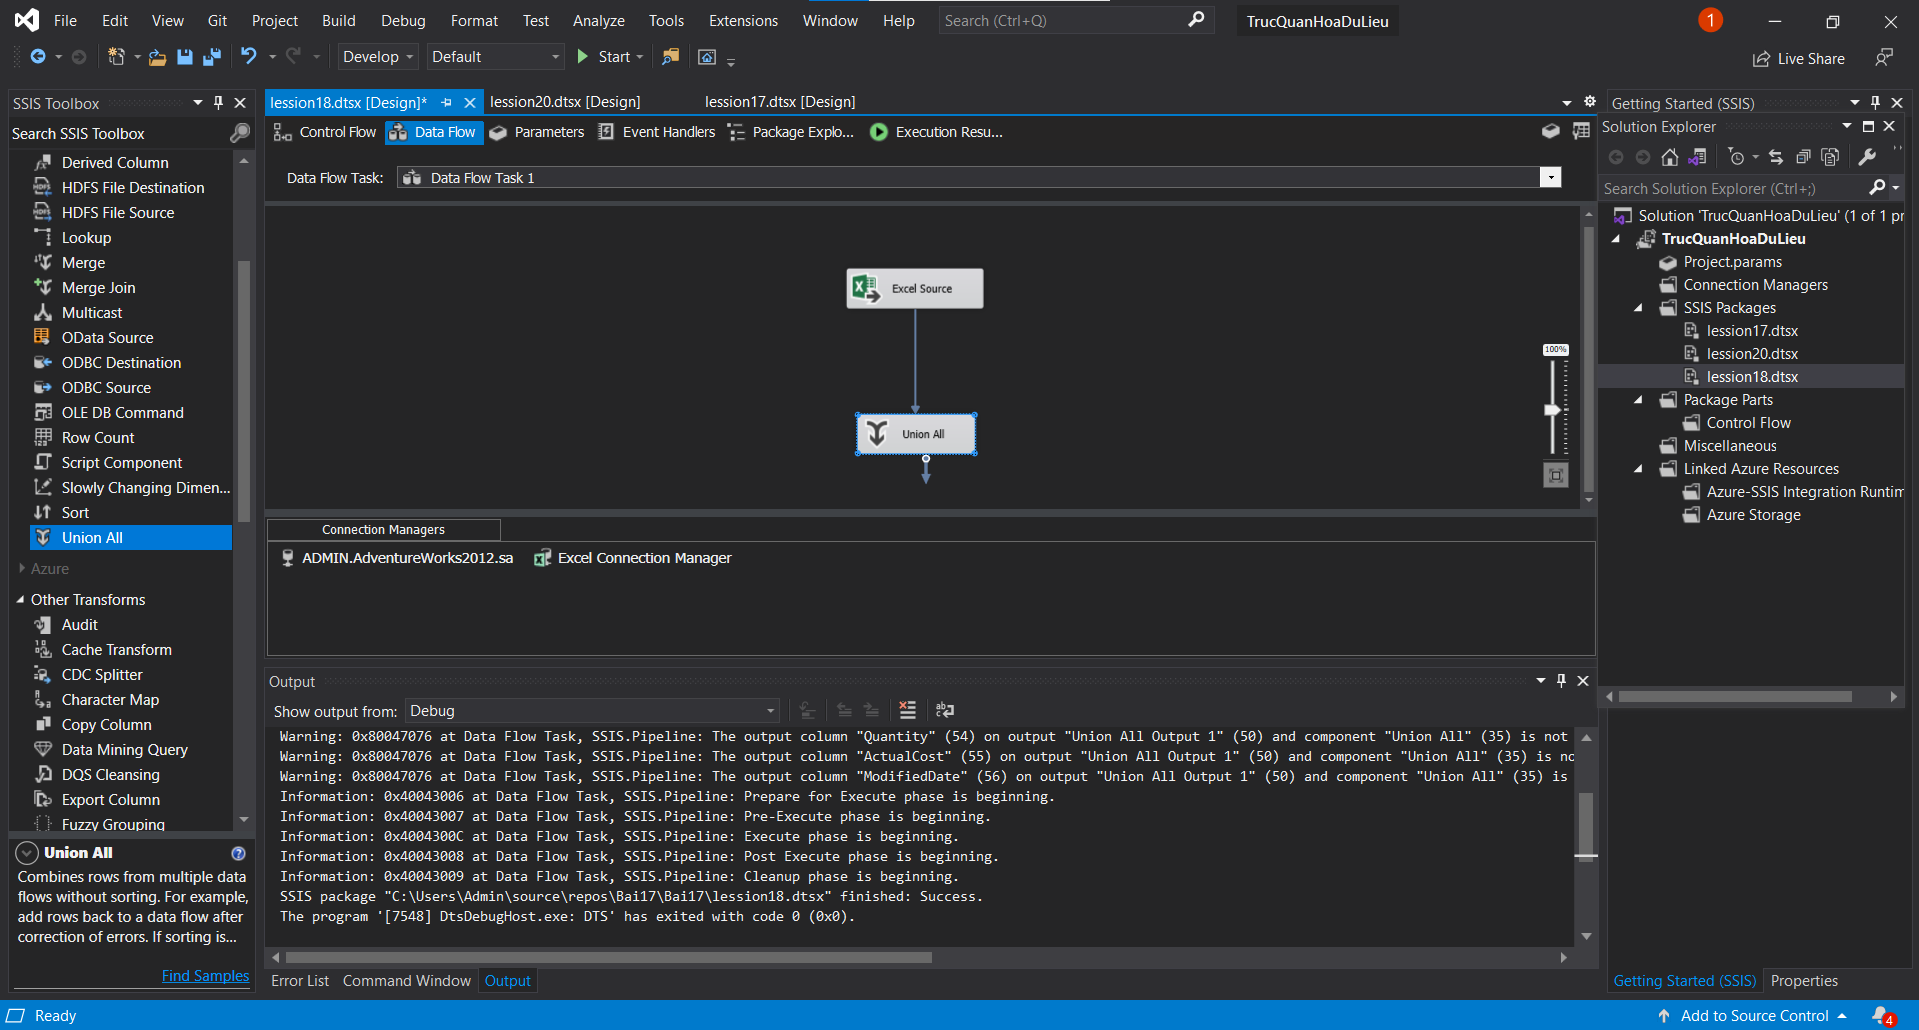 File Edit View Git Project Build Debug Format Test Analyze Tools Extensions Window Help Search (Ctrl+Q) TrucQuanHoaDuLieu 1
Develop Default Start Live Share
SSIS Toolbox
Search SSIS Toolbox
Derived Column
HDFS File Destination
HDFS File Source
Lookup
Merge
Merge Join
Multicast
OData Source
ODBC Destination
ODBC Source
OLE DB Command
Row Count
Script Component
Slowly Changing Dimen...
Sort
Union All
Azure
Other Transforms
Audit
Cache Transform
CDC Splitter
Character Map
Copy Column
Data Mining Query
DQS Cleansing
Export Column
Fuzzy Grouping
Union All
Combines rows from multiple data
flows without sorting. For example,
add rows back to a data flow after
correction of errors. If sorting is...
Find Samples
lession18.dtsx [Design]* lession20.dtsx [Design] lession17.dtsx [Design]
Control Flow Data Flow Parameters Event Handlers Package Explo... Execution Resu...
Data Flow Task: Data Flow Task 1
Excel Source
Union All
100%
Connection Managers
ADMIN.AdventureWorks2012.sa Excel Connection Manager
Output
Show output from: Debug
Warning: 0x80047076 at Data Flow Task, SSIS.Pipeline: The output column "Quantity" (54) on output "Union All Output 1" (50) and component "Union All" (35) is not
Warning: 0x80047076 at Data Flow Task, SSIS.Pipeline: The output column "ActualCost" (55) on output "Union All Output 1" (50) and component "Union All" (35) is no
Warning: 0x80047076 at Data Flow Task, SSIS.Pipeline: The output column "ModifiedDate" (56) on output "Union All Output 1" (50) and component "Union All" (35) is
Information: 0x40043006 at Data Flow Task, SSIS.Pipeline: Prepare for Execute phase is beginning.
Information: 0x40043007 at Data Flow Task, SSIS.Pipeline: Pre-Execute phase is beginning.
Information: 0x4004300C at Data Flow Task, SSIS.Pipeline: Execute phase is beginning.
Information: 0x40043008 at Data Flow Task, SSIS.Pipeline: Post Execute phase is beginning.
Information: 0x40043009 at Data Flow Task, SSIS.Pipeline: Cleanup phase is beginning.
SSIS package "C:\Users\Admin\source\repos\Bai17\Bai17\lession18.dtsx" finished: Success.
The program '[7548] DtsDebugHost.exe: DTS' has exited with code 0 (0x0).
Error List Command Window Output
Getting Started (SSIS)
Solution Explorer
Search Solution Explorer (Ctrl+;)
Solution 'TrucQuanHoaDuLieu' (1 of 1 pr
TrucQuanHoaDuLieu
Project.params
Connection Managers
SSIS Packages
lession17.dtsx
lession20.dtsx
lession18.dtsx
Package Parts
Control Flow
Miscellaneous
Linked Azure Resources
Azure-SSIS Integration Runtim
Azure Storage
Getting Started (SSIS) Properties
Ready Add to Source Control 4